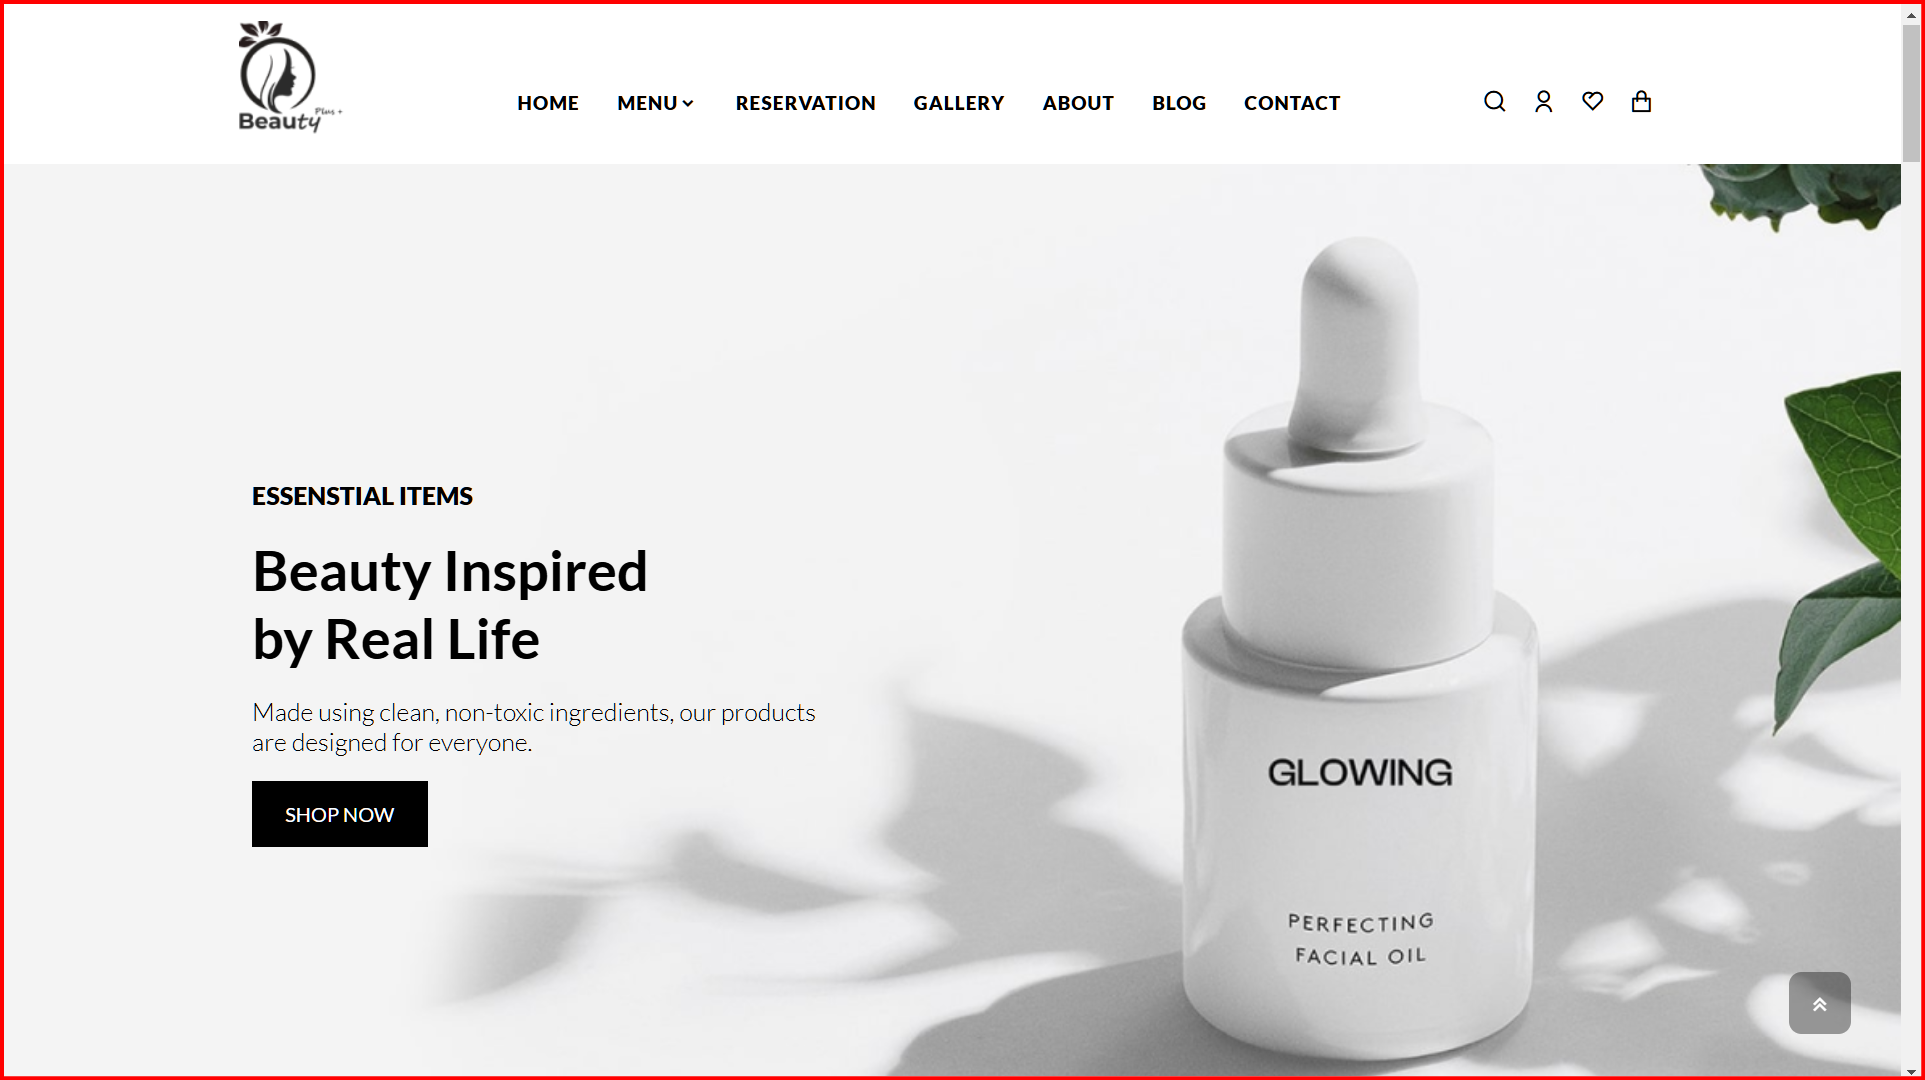 Plus +
Beauty
HOME MENU RESERVATION GALLERY ABOUT BLOG CONTACT
ESSENSTIAL ITEMS
Beauty Inspired
by Real Life
Made using clean, non-toxic ingredients, our products
are designed for everyone.
SHOP NOW
GLOWING
PERFECTING
FACIAL OIL